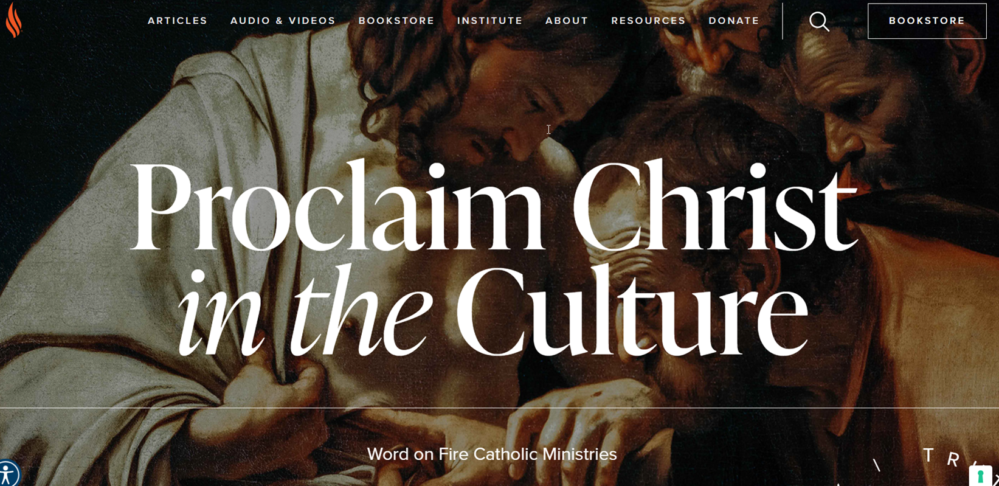 ARTICLES AUDIO & VIDEOS BOOKSTORE INSTITUTE ABOUT RESOURCES DONATE BOOKSTORE
Proclaim Christ
in the Culture
Word on Fire Catholic Ministries